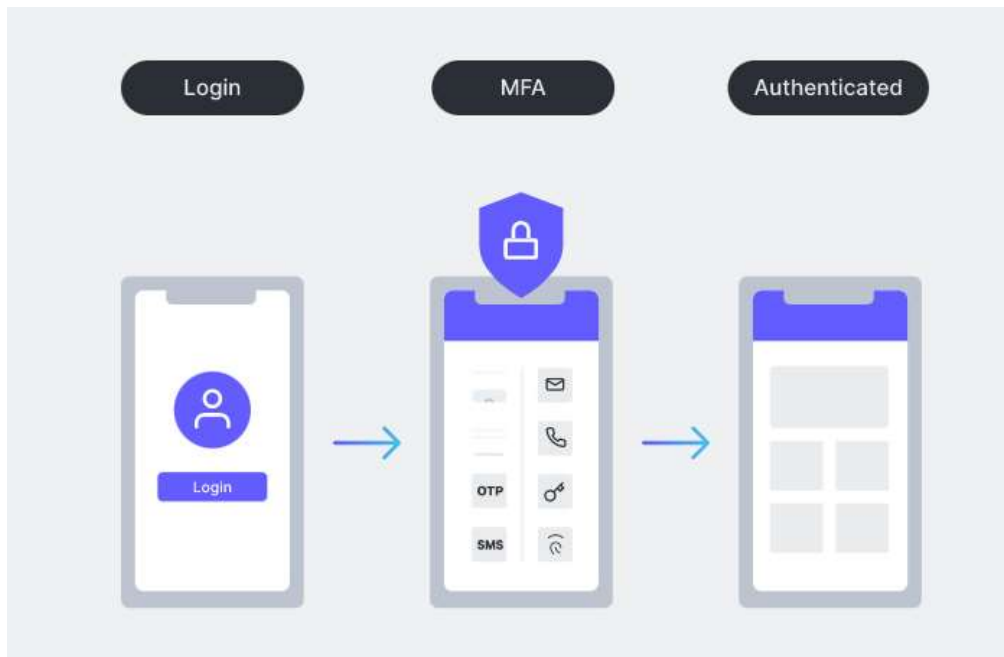 Login
MFA
Authenticated
Login
OTP
SMS